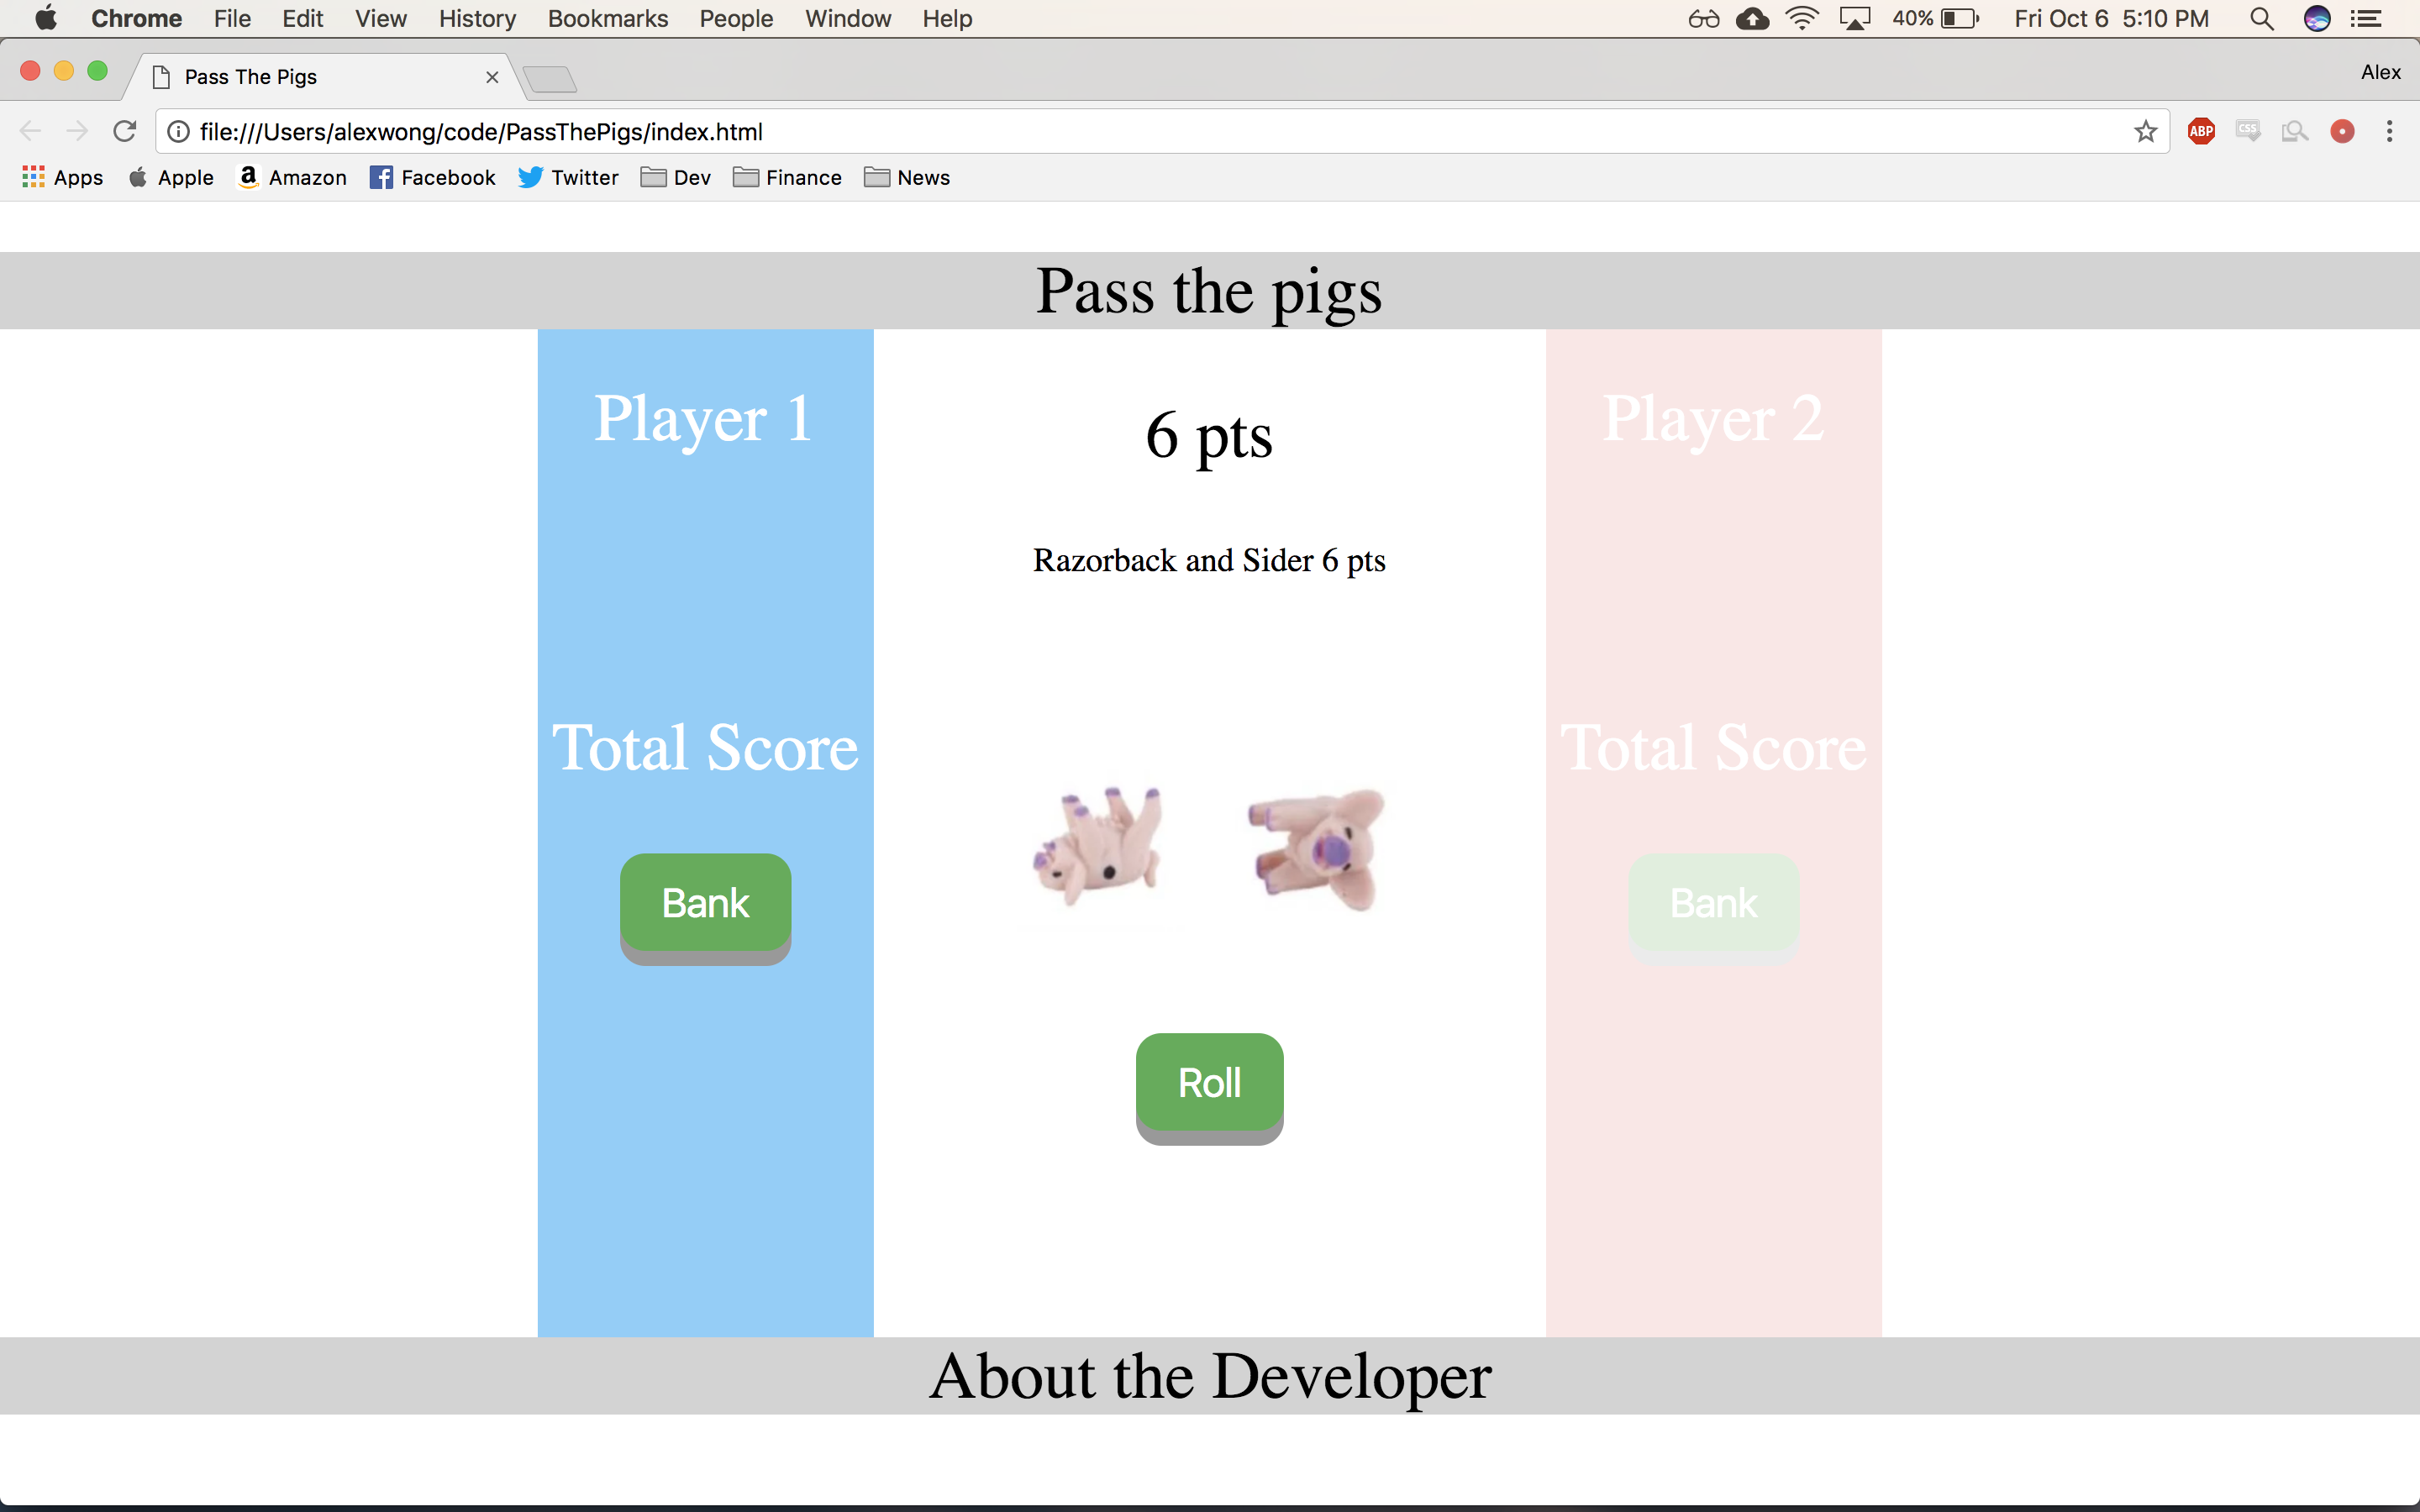 Chrome File Edit View History Bookmarks People Window Help 40% Fri Oct 6 5:10 PM
Pass The Pigs Alex
file:///Users/alexwong/code/PassThePigs/index.html ABP CSS
Apps Apple Amazon Facebook Twitter Dev Finance News
Pass the pigs
Player 1 6 pts Player 2
Razorback and Sider 6 pts
Total Score Total Score
Bank Bank
Roll
About the Developer